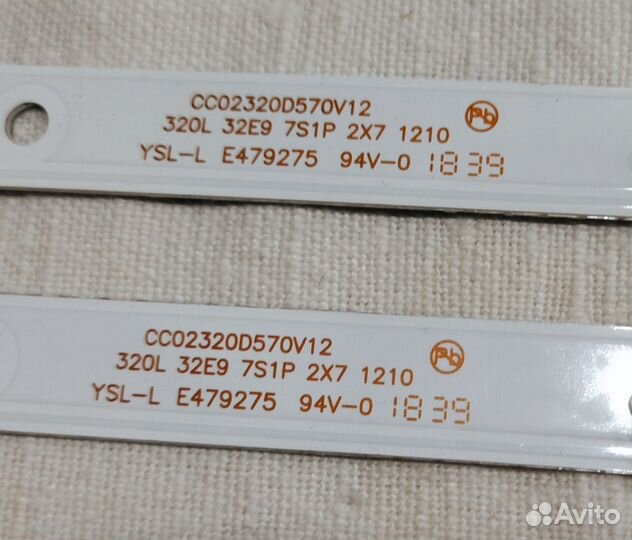 CC02320D570V12
320L 32E9 7S1P 2X7 1210 Pb
YSL-L E479275 94V-0 1839
CC02320D570V12
320L 32E9 7S1P 2X7 1210 Pb
YSL-L E479275 94V-0 1839
Avito